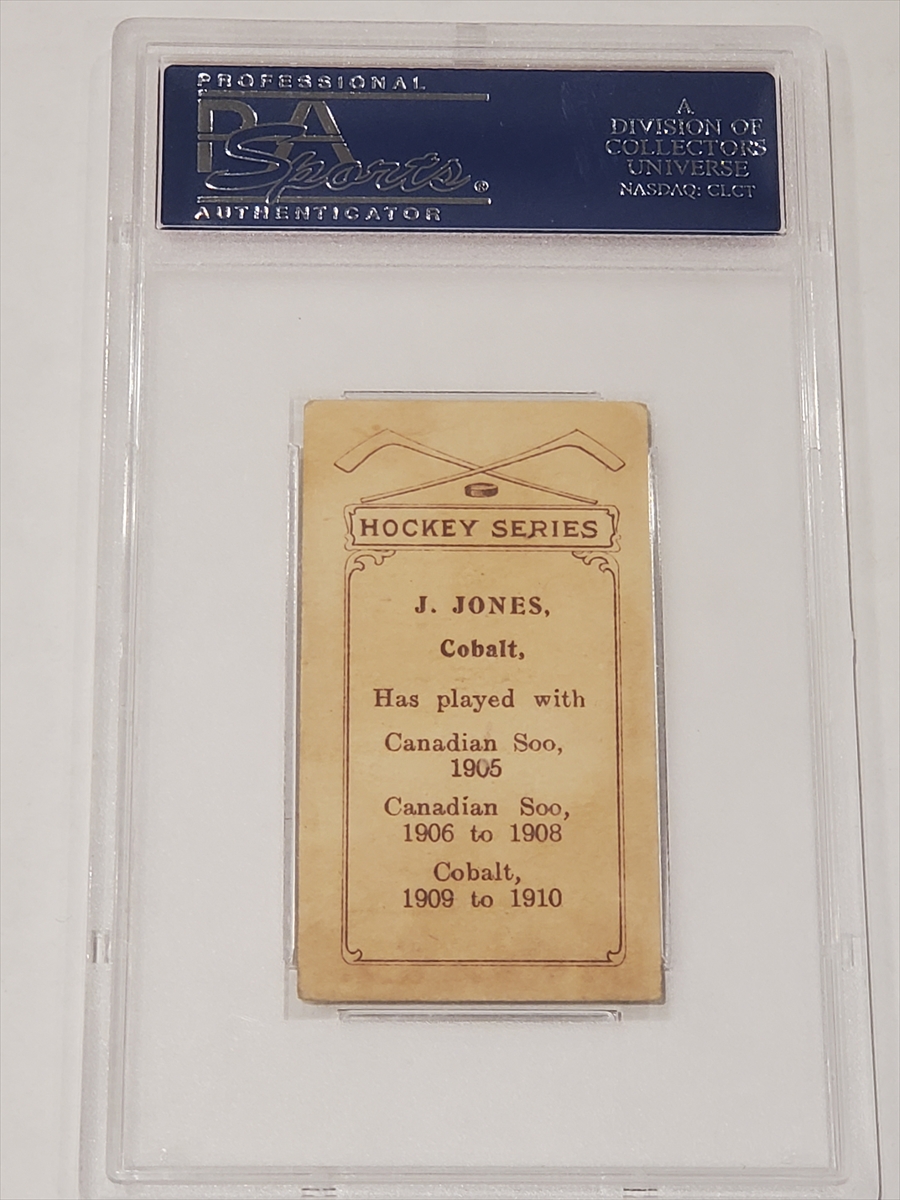 PROFESSIONAL
PSA
Sports®
AUTHENTICATOR
A
DIVISION OF
COLLECTORS
UNIVERSE
NASDAQ: CLCT
HOCKEY SERIES
J. JONES,
Cobalt,
Has played with
Canadian Soo,
1905
Canadian Soo,
1906 to 1908
Cobalt,
1909 to 1910